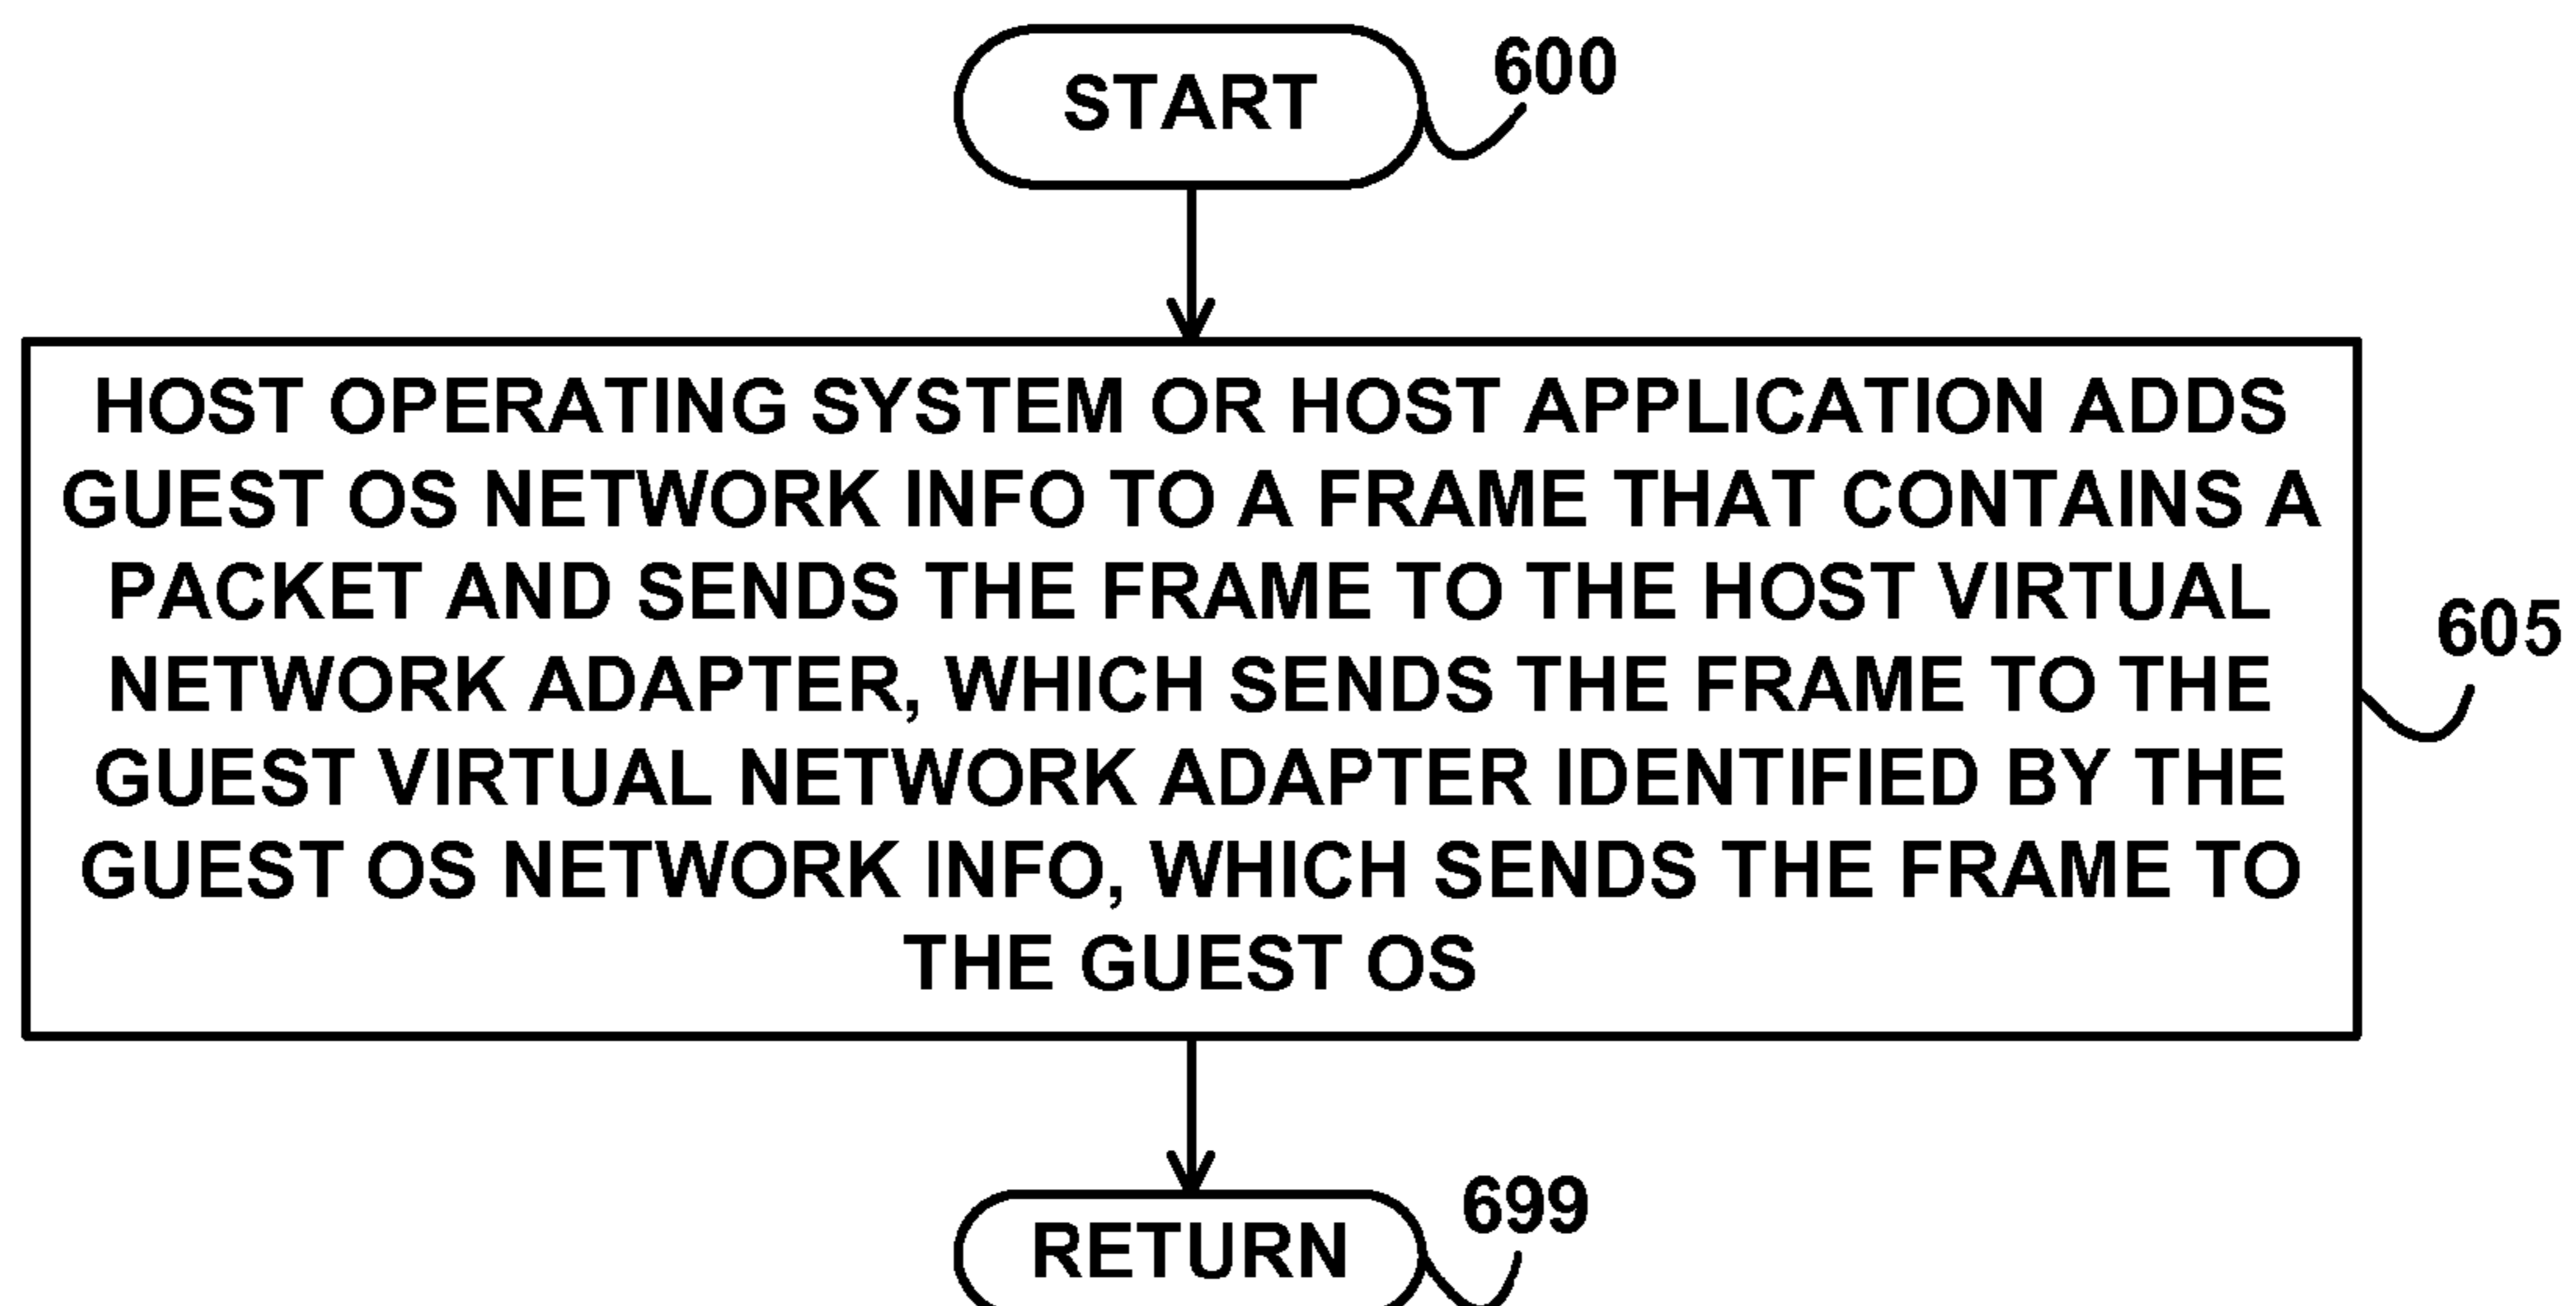 START
600
HOST OPERATING SYSTEM OR HOST APPLICATION ADDS
GUEST OS NETWORK INFO TO A FRAME THAT CONTAINS A
PACKET AND SENDS THE FRAME TO THE HOST VIRTUAL
NETWORK ADAPTER, WHICH SENDS THE FRAME TO THE
GUEST VIRTUAL NETWORK ADAPTER IDENTIFIED BY THE
GUEST OS NETWORK INFO, WHICH SENDS THE FRAME TO
THE GUEST OS
605
RETURN
699